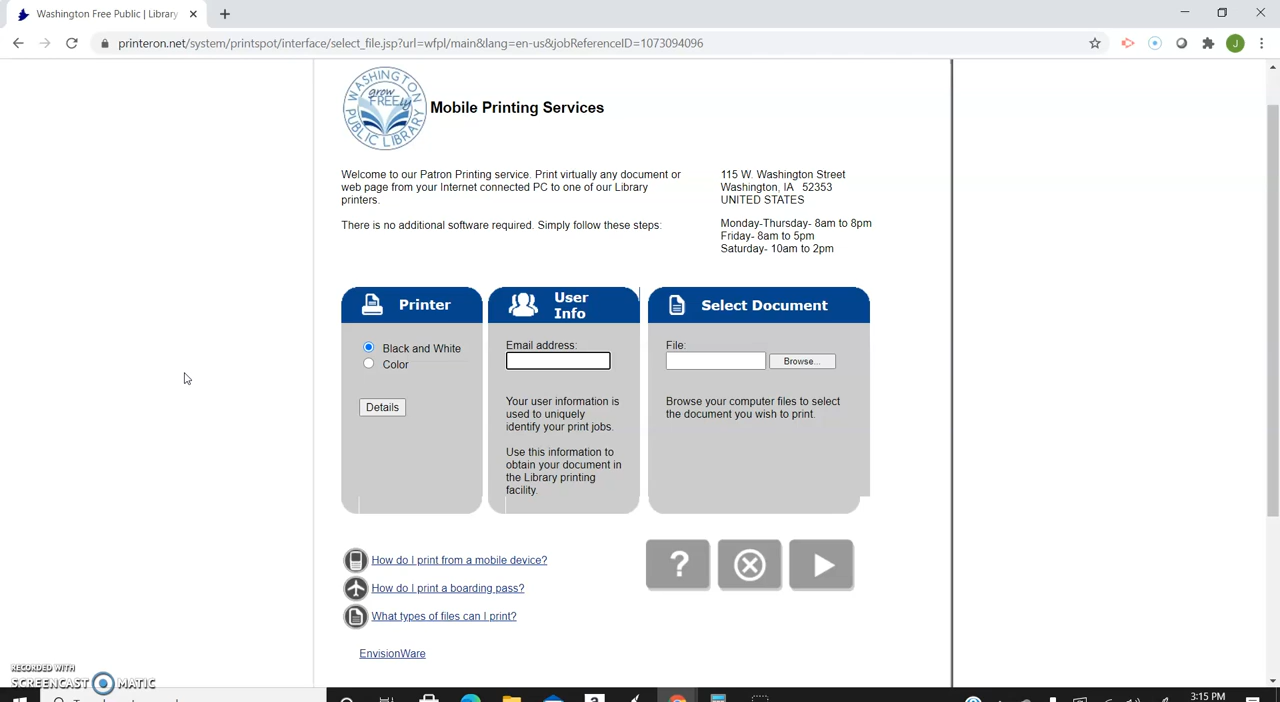 Washington Free Public | Library
printeron.net/system/printspot/interface/select_file.jsp?url=wfpl/main&lang=en-us&jobReferenceID=1073094096
J
WASHINGTON
grow
FREEly
PUBLIC LIBRARY
Mobile Printing Services
Welcome to our Patron Printing service. Print virtually any document or
web page from your Internet connected PC to one of our Library
printers.
There is no additional software required. Simply follow these steps:
115 W. Washington Street
Washington, IA 52353
UNITED STATES
Monday-Thursday- 8am to 8pm
Friday- 8am to 5pm
Saturday- 10am to 2pm
Printer
Black and White
Color
Details
User
Info
Email address:
Your user information is
used to uniquely
identify your print jobs.
Use this information to
obtain your document in
the Library printing
facility.
Select Document
File:
Browse...
Browse your computer files to select
the document you wish to print.
How do I print from a mobile device?
How do I print a boarding pass?
What types of files can I print?
?
EnvisionWare
RECORDED WITH
SCREENCAST MATIC
3:15 PM